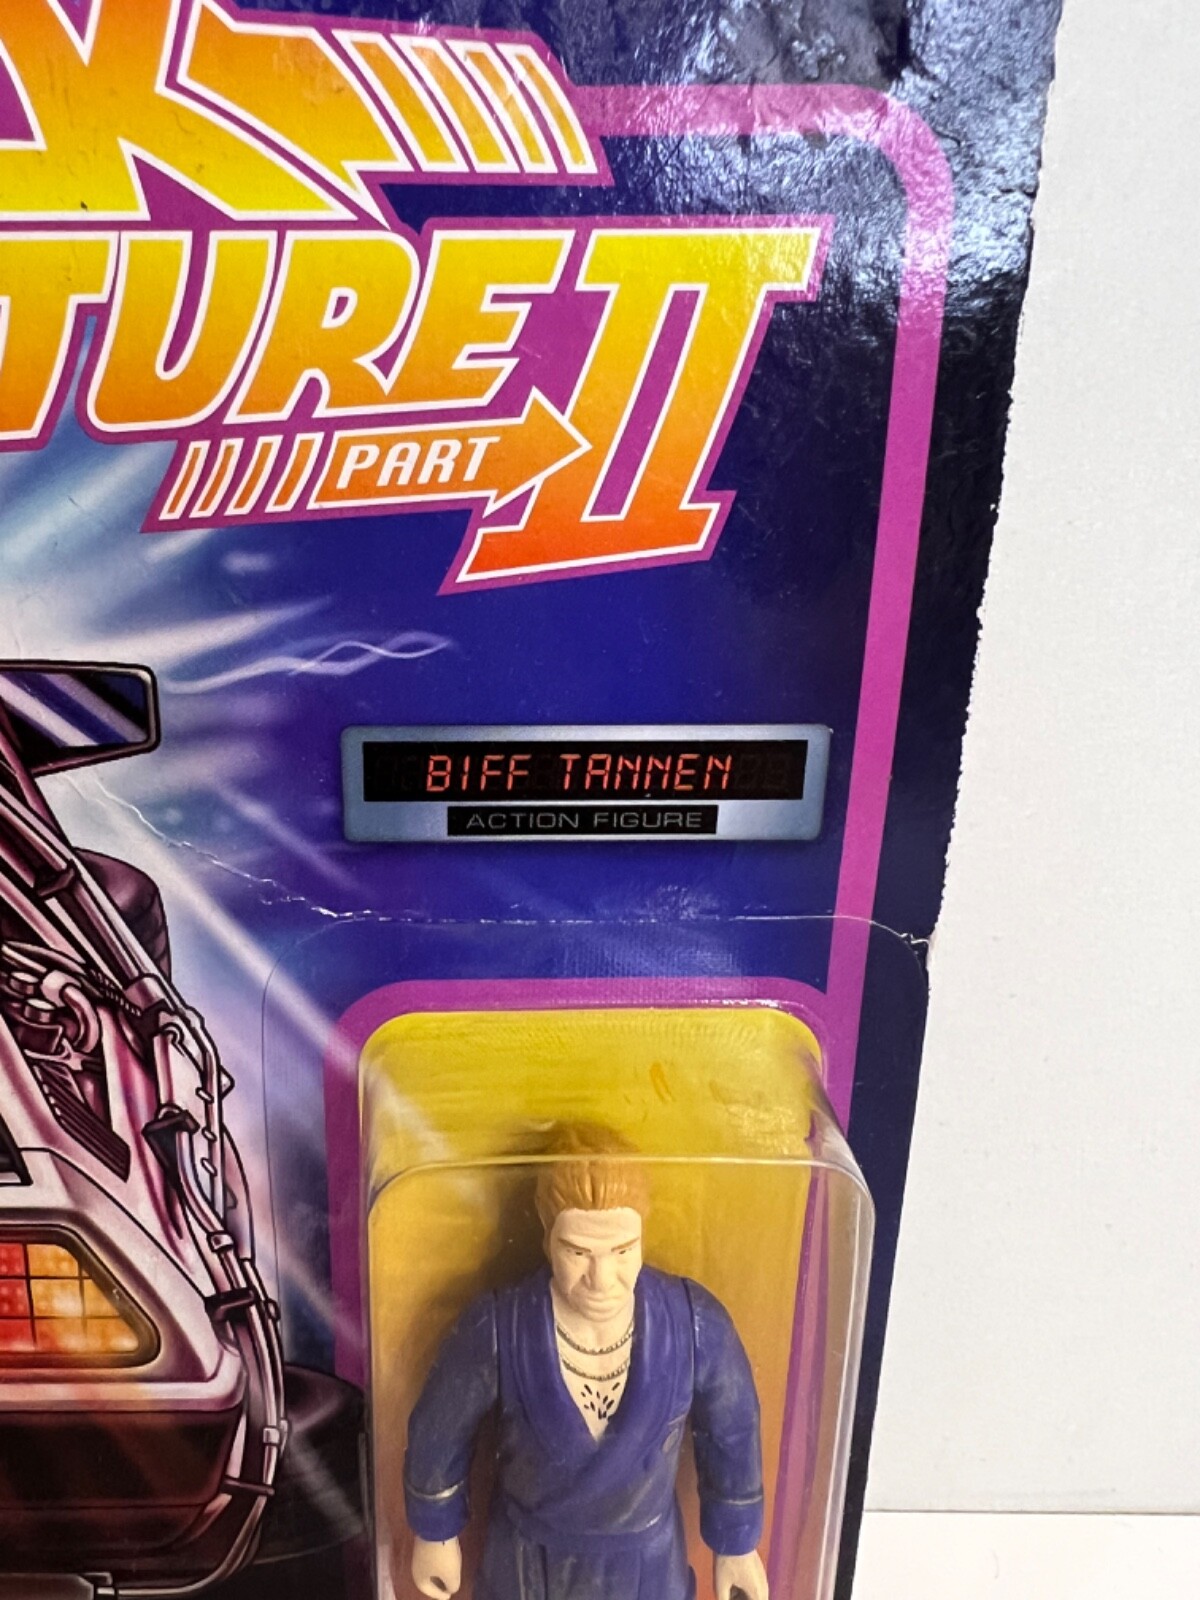 K
TURE II
PART
BIFF TANNEN
ACTION FIGURE